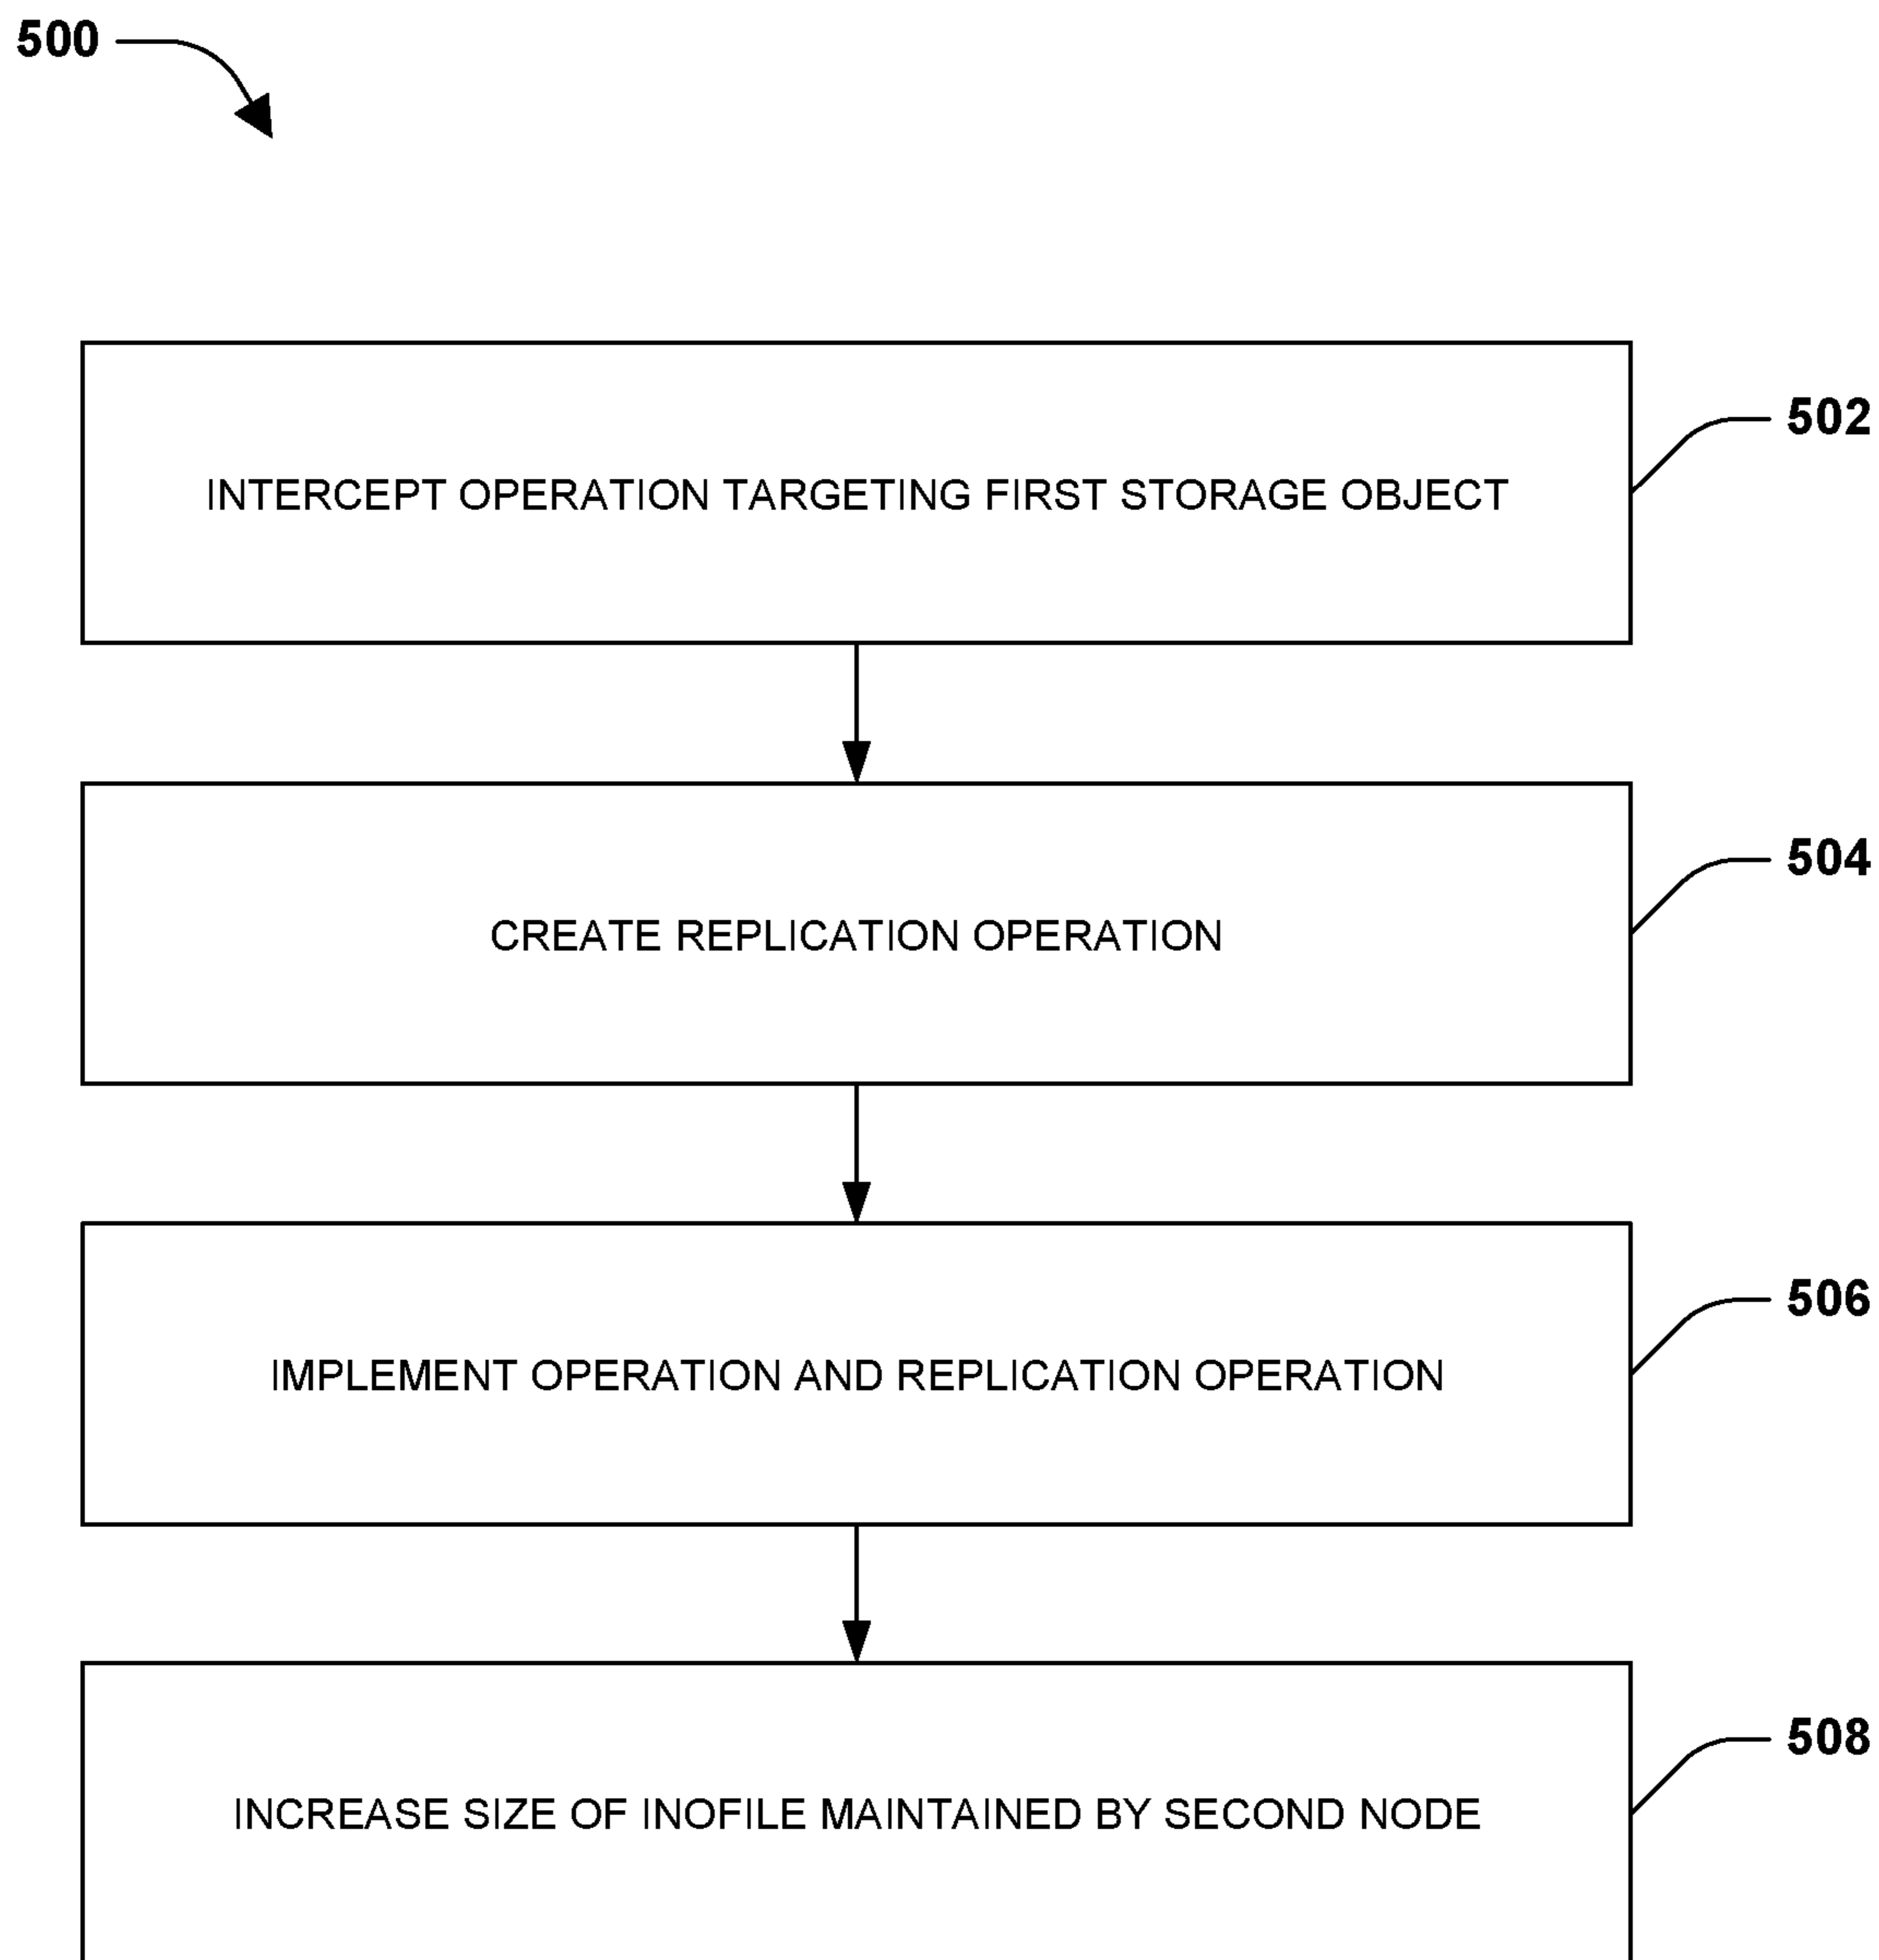 500
502
INTERCEPT OPERATION TARGETING FIRST STORAGE OBJECT
504
CREATE REPLICATION OPERATION
506
IMPLEMENT OPERATION AND REPLICATION OPERATION
508
INCREASE SIZE OF INOFILE MAINTAINED BY SECOND NODE